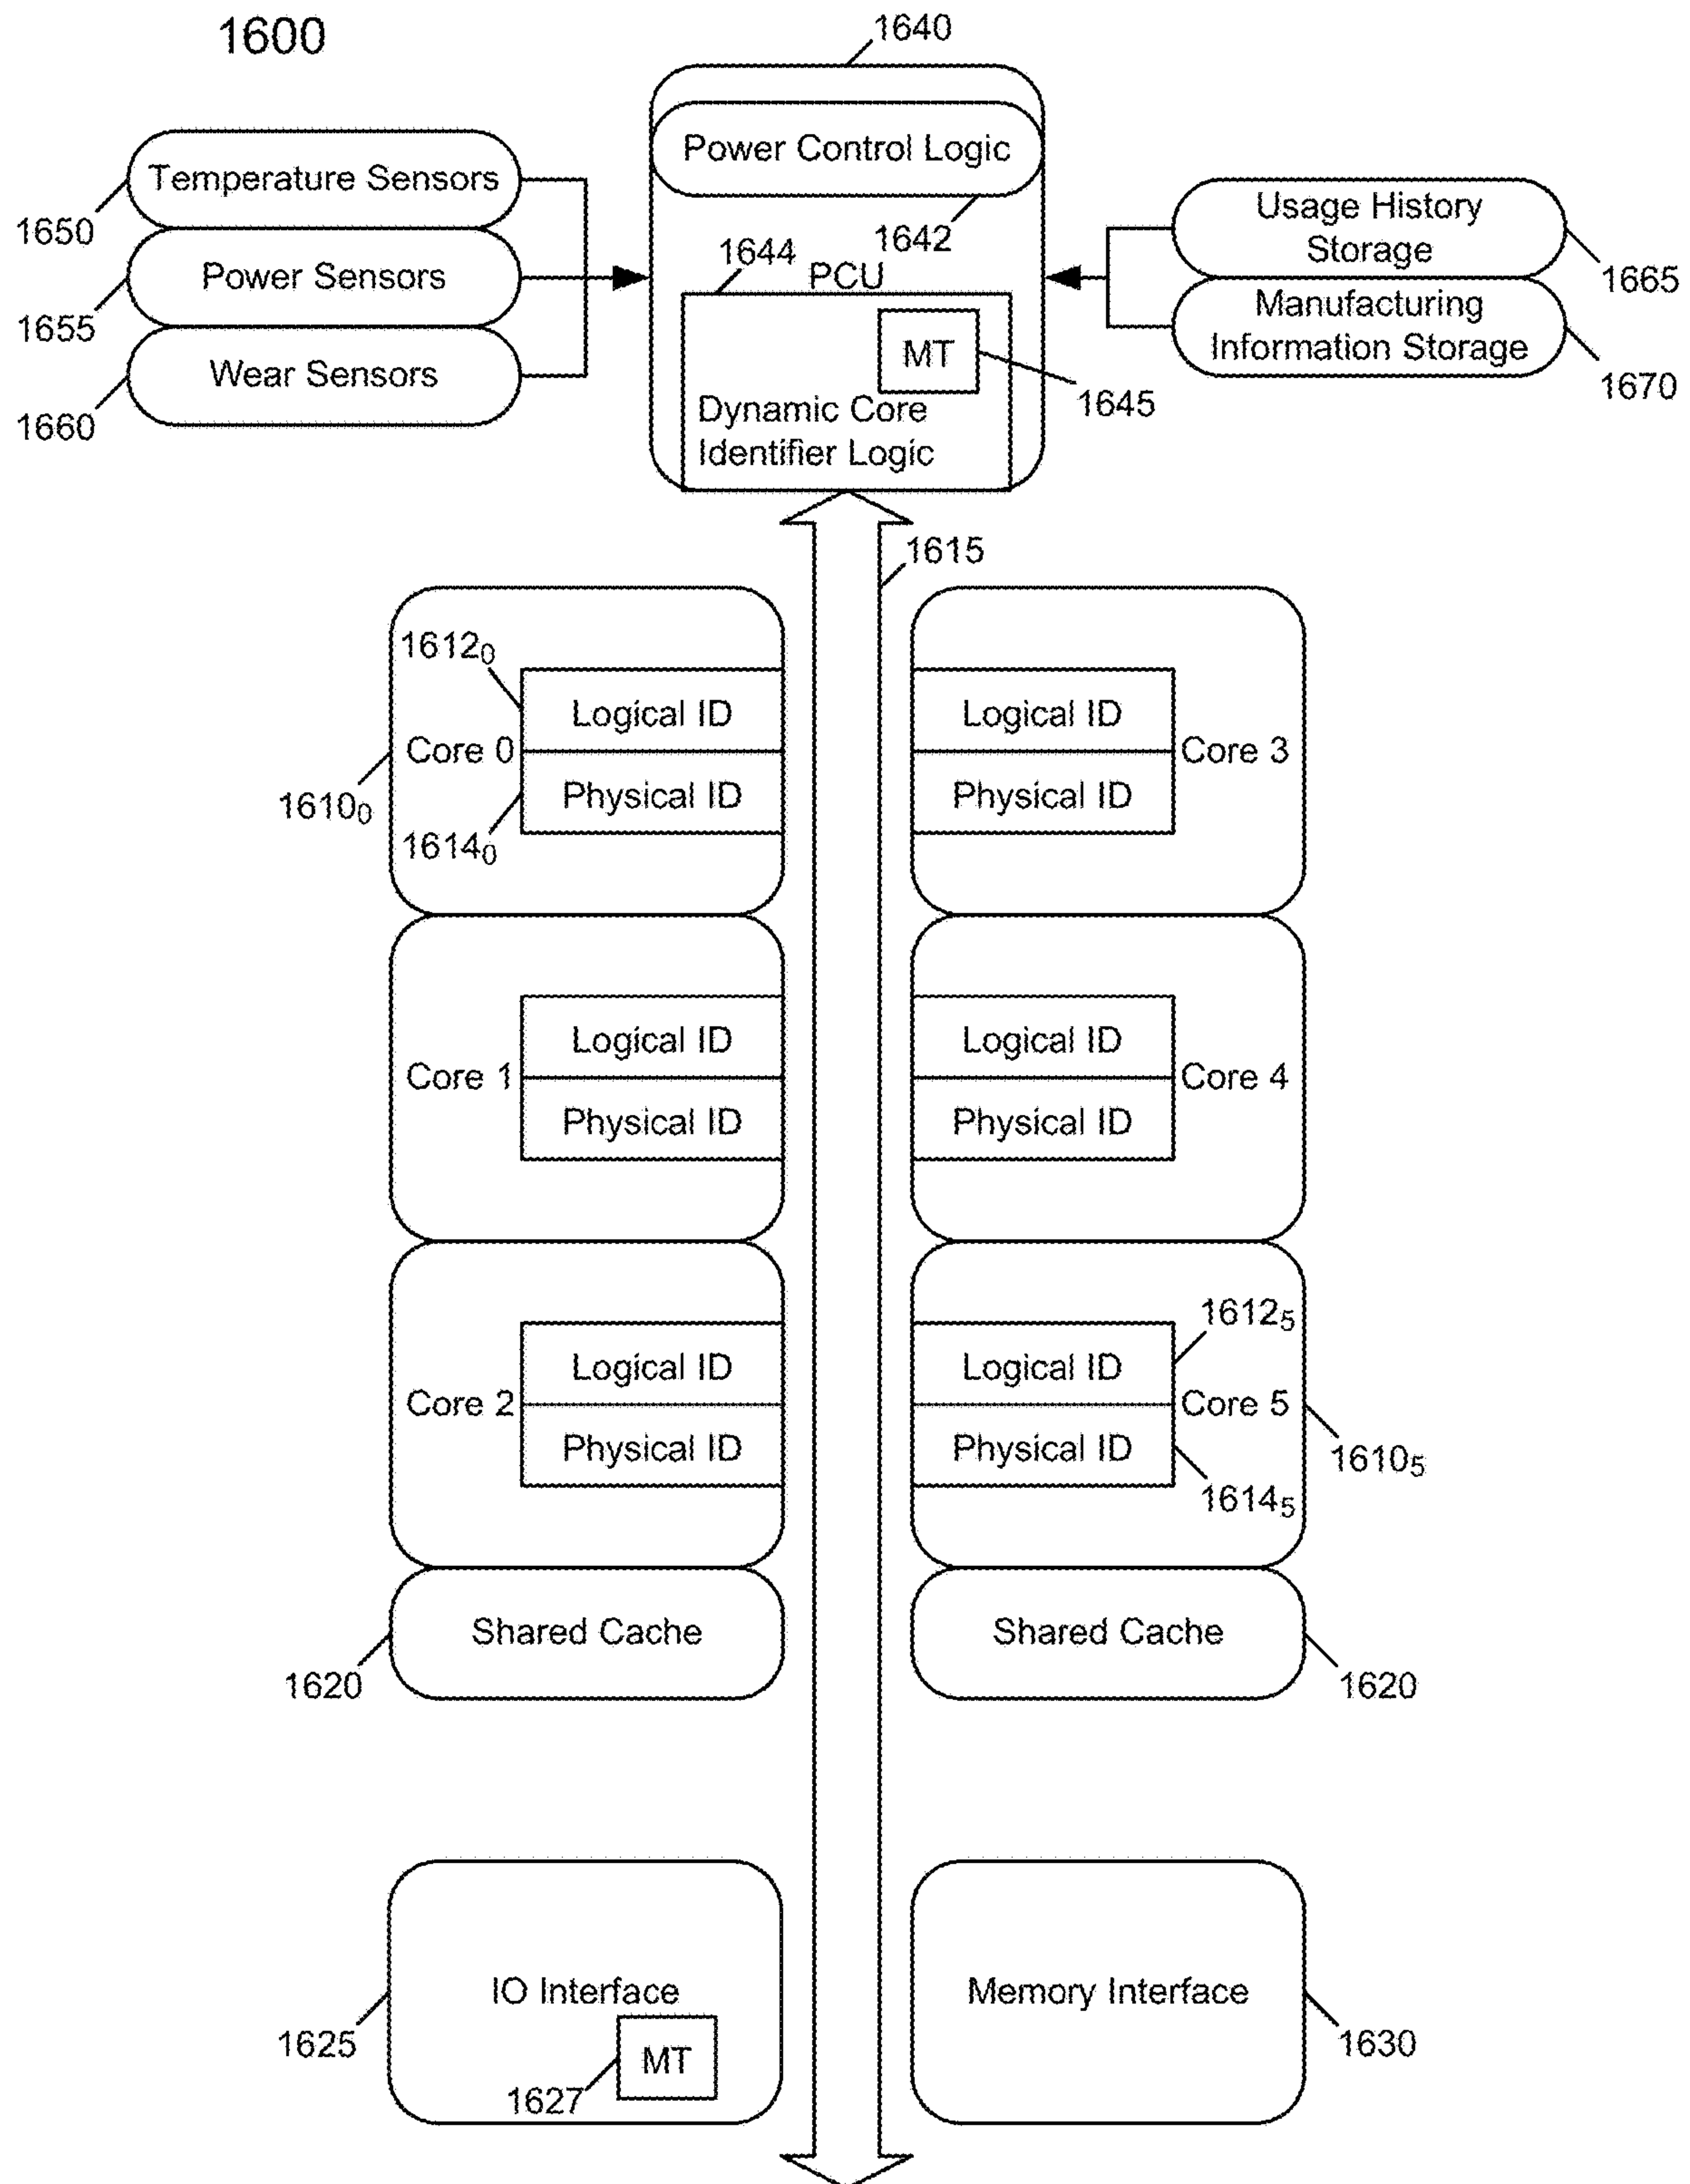 1600
1640
Power Control Logic
1642
Temperature Sensors
1650
Power Sensors
1655
Wear Sensors
1660
Usage History
Storage
1665
Manufacturing
Information Storage
1670
1644
PCU
MT
1645
Dynamic Core
Identifier Logic
1615
1612₀
Logical ID
Core 0
Physical ID
1610₀
1614₀
Logical ID
Core 3
Physical ID
Logical ID
Core 1
Physical ID
Logical ID
Core 4
Physical ID
Logical ID
Core 2
Physical ID
1612₅
Logical ID
Core 5
Physical ID
1610₅
1614₅
Shared Cache
1620
Shared Cache
1620
IO Interface
1625
MT
1627
Memory Interface
1630